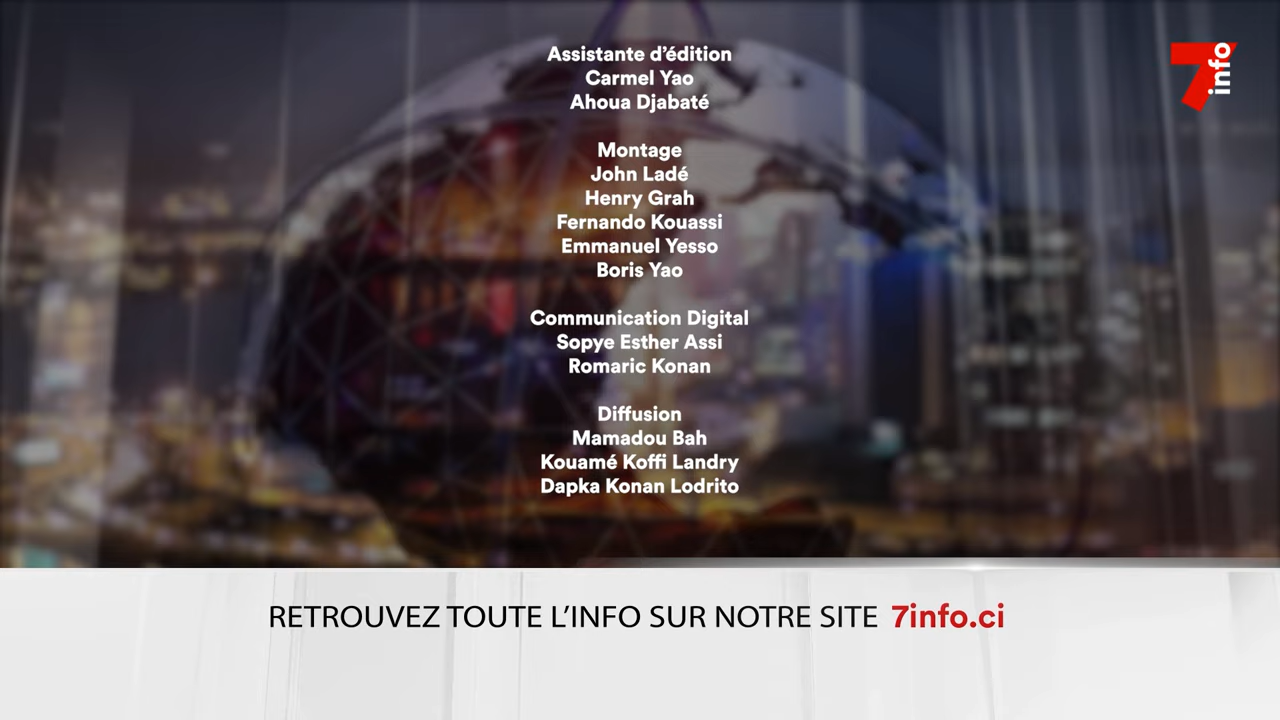 Assistante d'édition
Carmel Yao
Ahoua Djabaté
7info
Montage
John Ladé
Henry Grah
Fernando Kouassi
Emmanuel Yesso
Boris Yao
Communication Digital
Sopye Esther Assi
Romaric Konan
Diffusion
Mamadou Bah
Kouamé Koffi Landry
Dapka Konan Lodrito
RETROUVEZ TOUTE L'INFO SUR NOTRE SITE 7info.ci